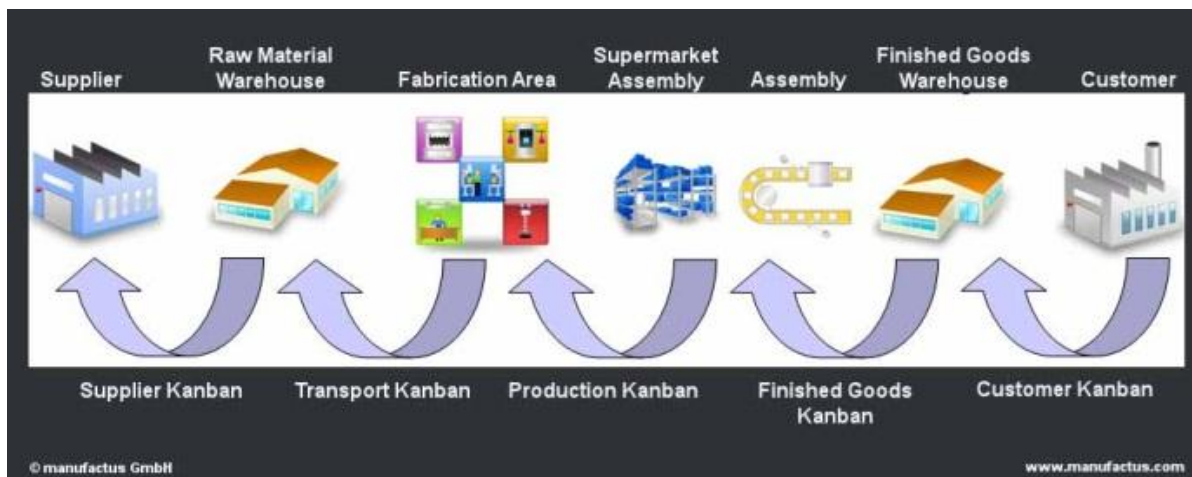 Supplier
Raw Material
Warehouse
Fabrication Area
Supermarket
Assembly
Assembly
Finished Goods
Warehouse
Customer
Supplier Kanban
Transport Kanban
Production Kanban
Finished Goods
Kanban
Customer Kanban
© manufactus GmbH
www.manufactus.com